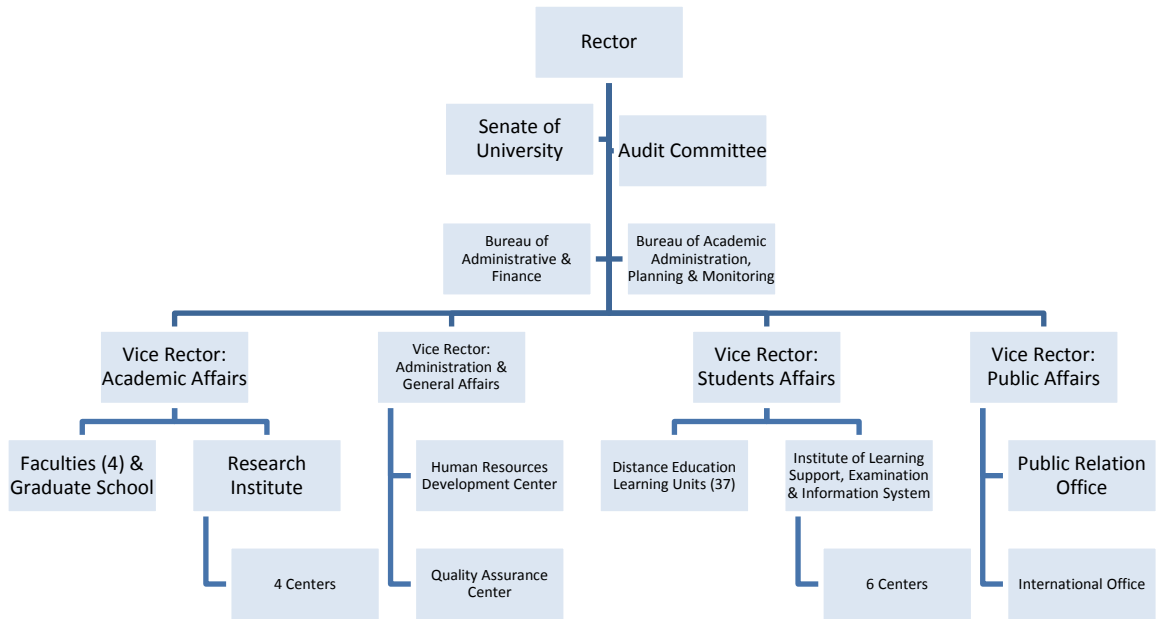 Rector
Senate of
University
Audit Committee
Bureau of
Administrative &
Finance
Bureau of Academic
Administration,
Planning & Monitoring
Vice Rector:
Academic Affairs
Vice Rector:
Administration &
General Affairs
Vice Rector:
Students Affairs
Vice Rector:
Public Affairs
Faculties (4) &
Graduate School
Research
Institute
Human Resources
Development Center
Distance Education
Learning Units (37)
Institute of Learning
Support, Examination
& Information System
Public Relation
Office
4 Centers
Quality Assurance
Center
6 Centers
International Office